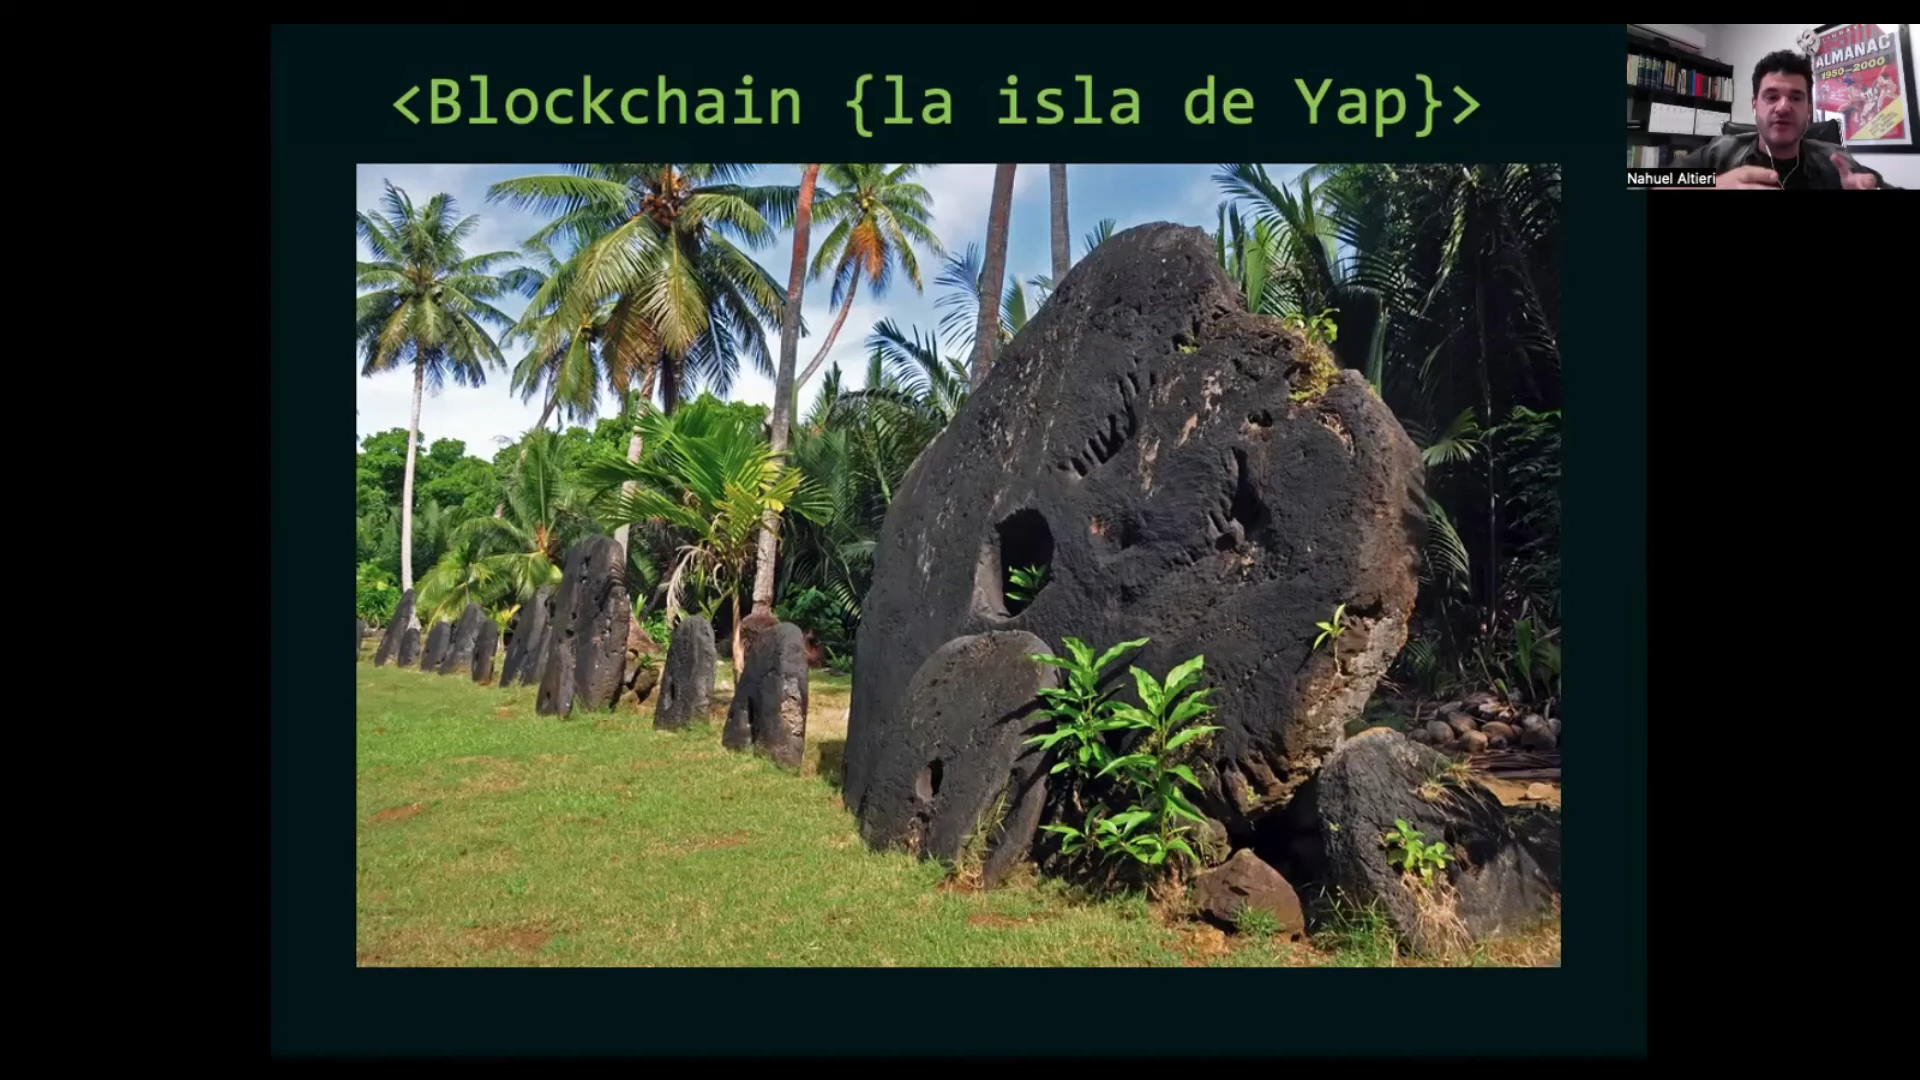 <Blockchain {la isla de Yap}>
ALMANAC
1950-2000
Nahuel Altieri